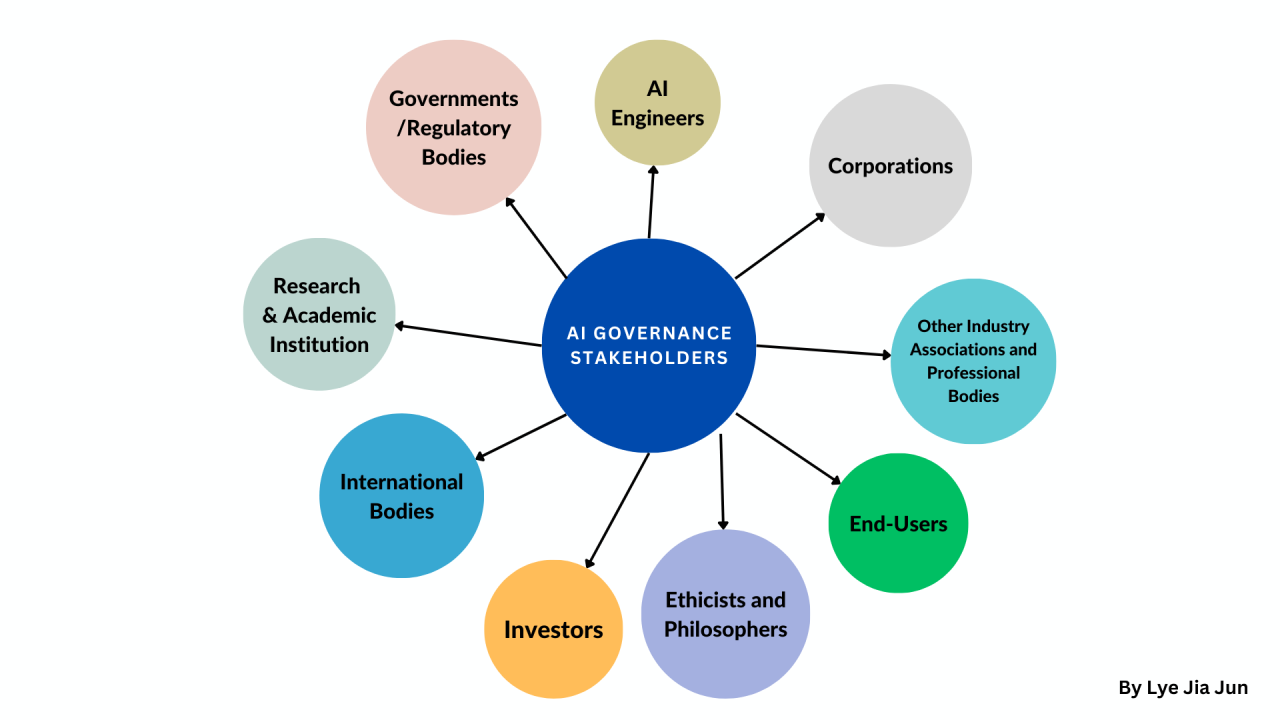 Governments
/Regulatory
Bodies
AI
Engineers
Corporations
Research
& Academic
Institution
AI GOVERNANCE
STAKEHOLDERS
Other Industry
Associations and
Professional
Bodies
International
Bodies
End-Users
Investors
Ethicists and
Philosophers
By Lye Jia Jun